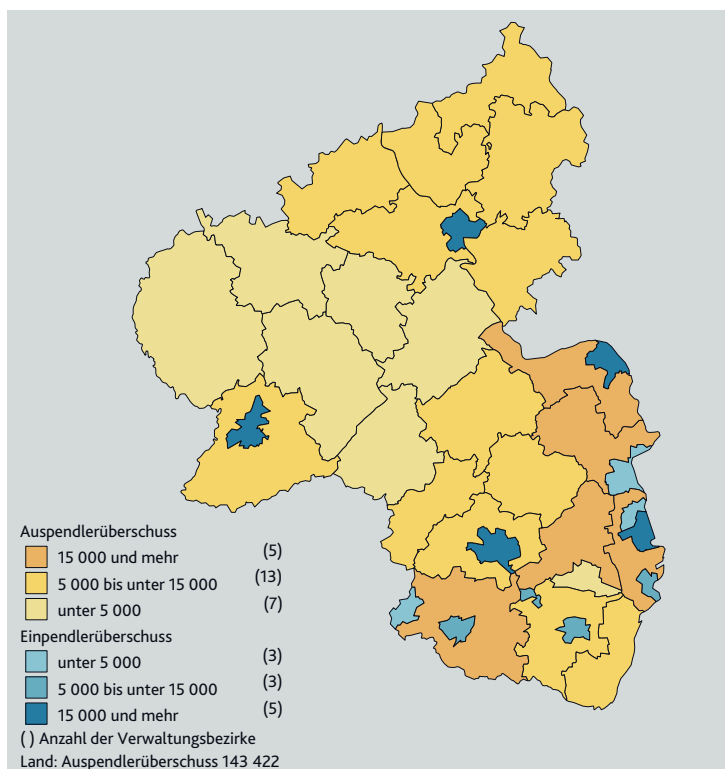 Auspendlerüberschuss
15 000 und mehr (5)
5 000 bis unter 15 000 (13)
unter 5 000 (7)
Einpendlerüberschuss
unter 5 000 (3)
5 000 bis unter 15 000 (3)
15 000 und mehr (5)
( ) Anzahl der Verwaltungsbezirke
Land: Auspendlerüberschuss 143 422